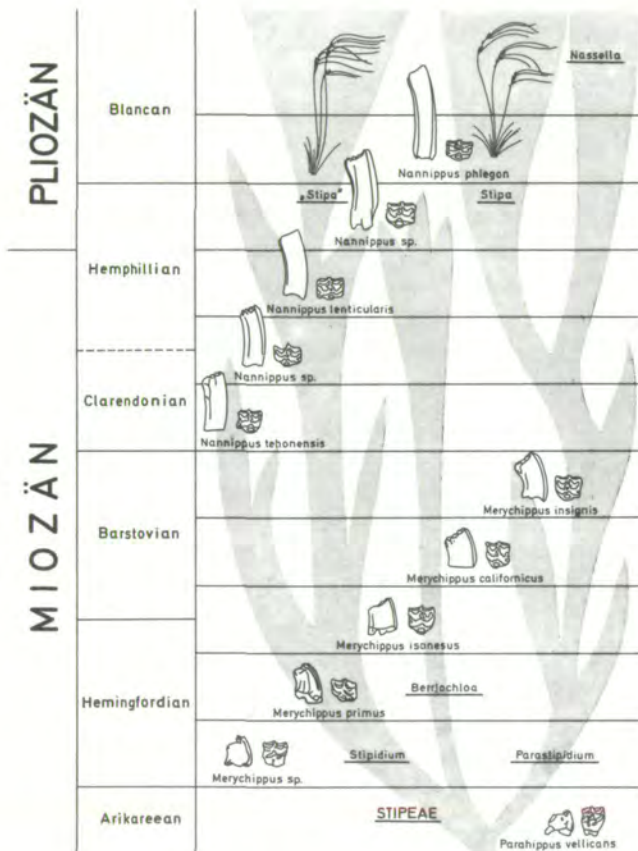 PLIOZÄN
MIOZÄN
Blancan
Hemphillian
Clarendonian
Barstovian
Hemingfordian
Arikareean
Nassella
Nannippus phlegon
„Stipa"
Stipa
Nannippus sp.
Nannippus lenticularis
Nannippus sp.
Nannippus tehonensis
Merychippus insignis
Merychippus californicus
Merychippus isonesus
Berriochloa
Merychippus primus
Stipidium
Parastipidium
Merychippus sp.
STIPEAE
Parahippus vellicans